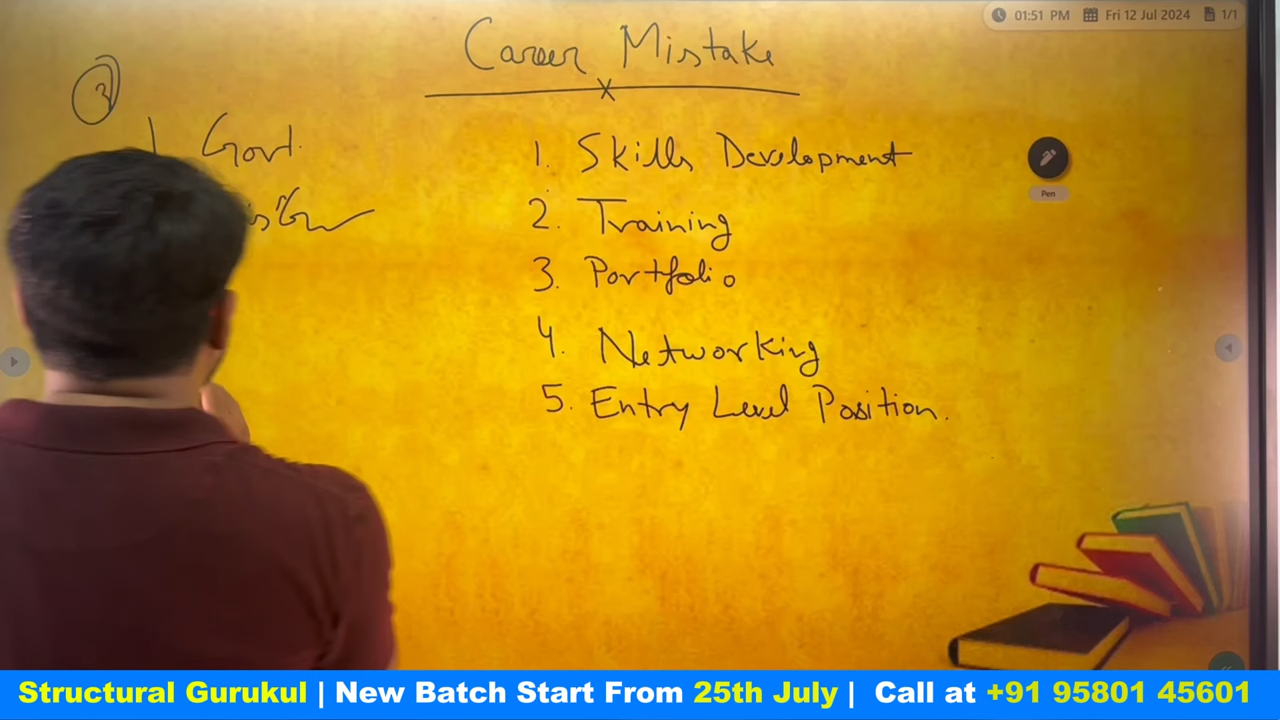 01:51 PM Fri 12 Jul 2024 1/1
Career Mistake
3
1 Govt.
1. Skills Development
2. Training
3. Portfolio
4. Networking
5. Entry Level Position.
Pen
Structural Gurukul | New Batch Start From 25th July | Call at +91 95801 45601